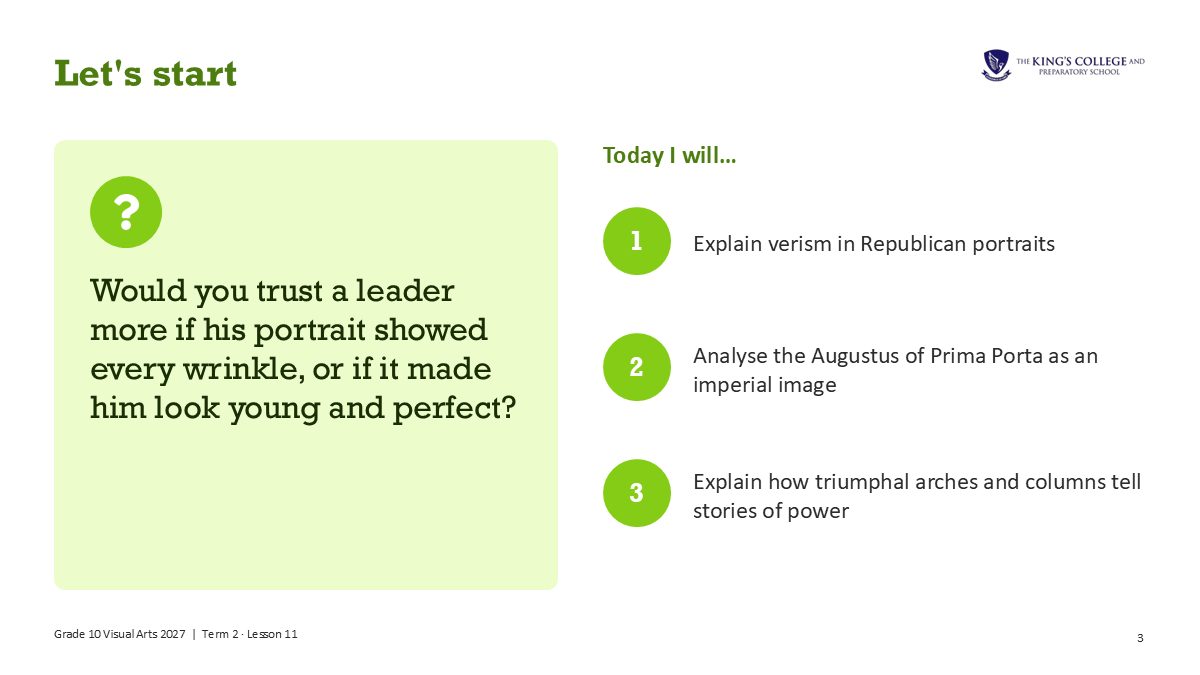 Let's start
THE KING'S COLLEGE AND
PREPARATORY SCHOOL
?
Would you trust a leader
more if his portrait showed
every wrinkle, or if it made
him look young and perfect?
Today I will...
1
Explain verism in Republican portraits
2
Analyse the Augustus of Prima Porta as an
imperial image
3
Explain how triumphal arches and columns tell
stories of power
Grade 10 Visual Arts 2027 | Term 2 · Lesson 11
3